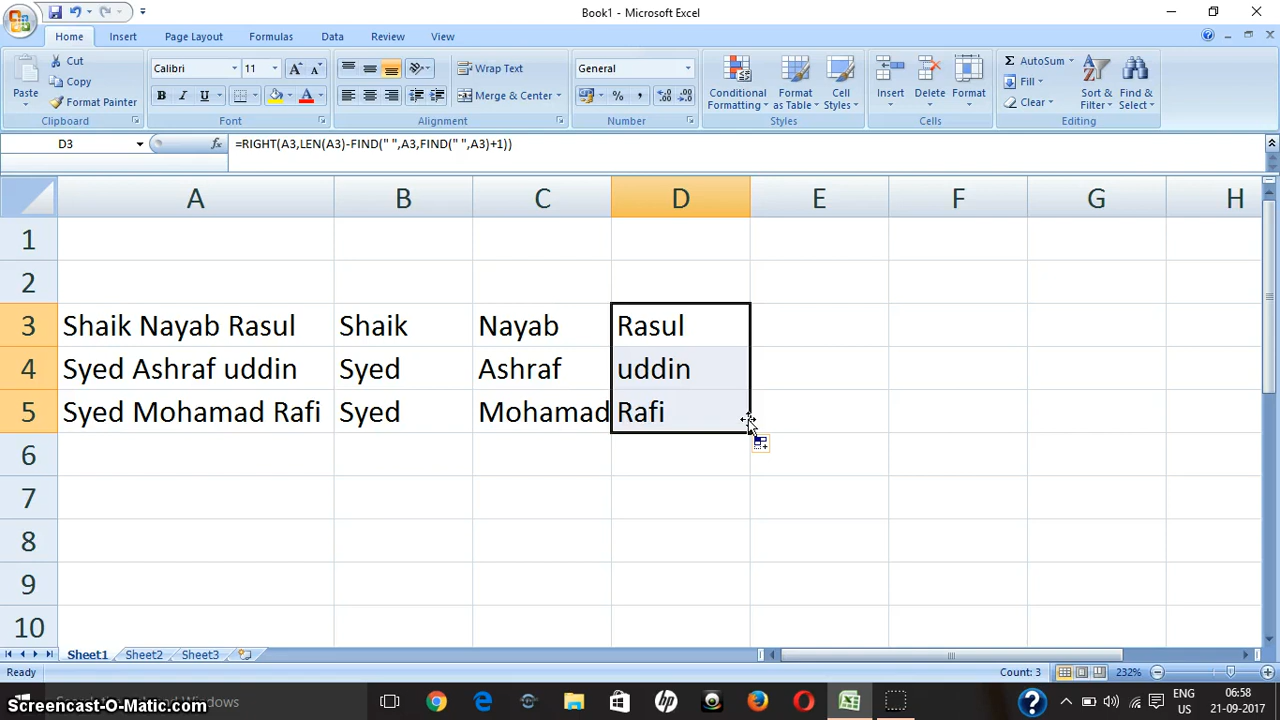 Book1 - Microsoft Excel
Home Insert Page Layout Formulas Data Review View
Paste Cut Copy Format Painter Clipboard
Calibri 11 B I U A A A Font
Wrap Text Merge & Center Alignment
General % , Number
Conditional Formatting Format as Table Cell Styles Styles
Insert Delete Format Cells
Σ AutoSum Fill Clear Sort & Filter Find & Select Editing
D3 fx =RIGHT(A3,LEN(A3)-FIND(" ",A3,FIND(" ",A3)+1))
A B C D E F G H
1
2
3 Shaik Nayab Rasul Shaik Nayab Rasul
4 Syed Ashraf uddin Syed Ashraf uddin
5 Syed Mohamad Rafi Syed Mohamad Rafi
6
7
8
9
10
Sheet1 Sheet2 Sheet3
Ready Count: 3 232%
Windows ENG 06:58
Screencast-O-Matic.com US 21-09-2017